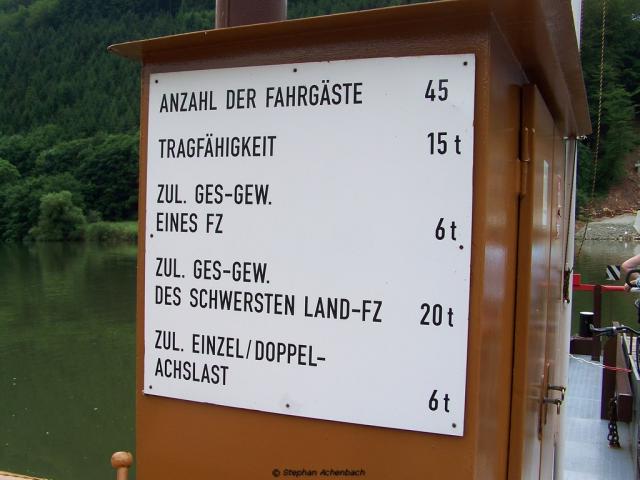 ANZAHL DER FAHRGÄSTE 45
TRAGFÄHIGKEIT 15 t
ZUL. GES-GEW.
EINES FZ 6 t
ZUL. GES-GEW.
DES SCHWERSTEN LAND-FZ 20 t
ZUL. EINZEL/DOPPEL-
ACHSLAST 6 t
© Stephan Achenbach